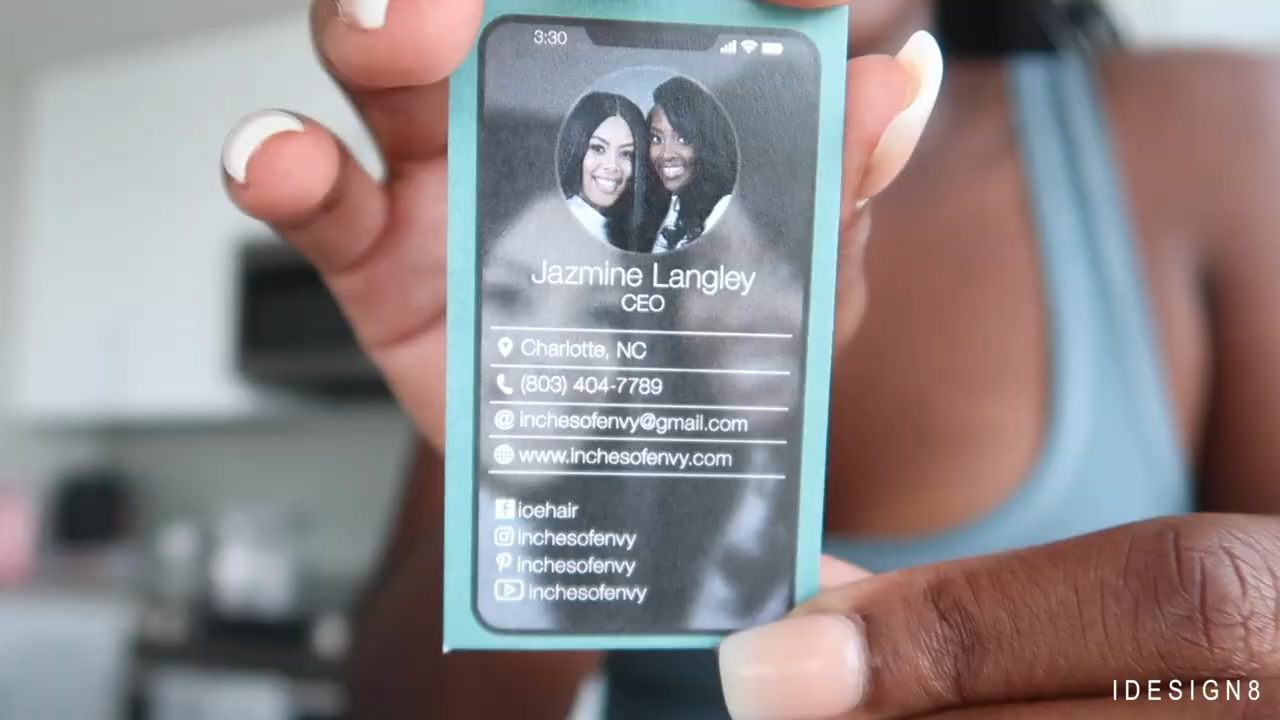 3:30
Jazmine Langley
CEO
Charlotte, NC
(803) 404-7789
@ inchesofenvy@gmail.com
www.inchesofenvy.com
f ioehair
inchesofenvy
inchesofenvy
inchesofenvy
IDESIGN8